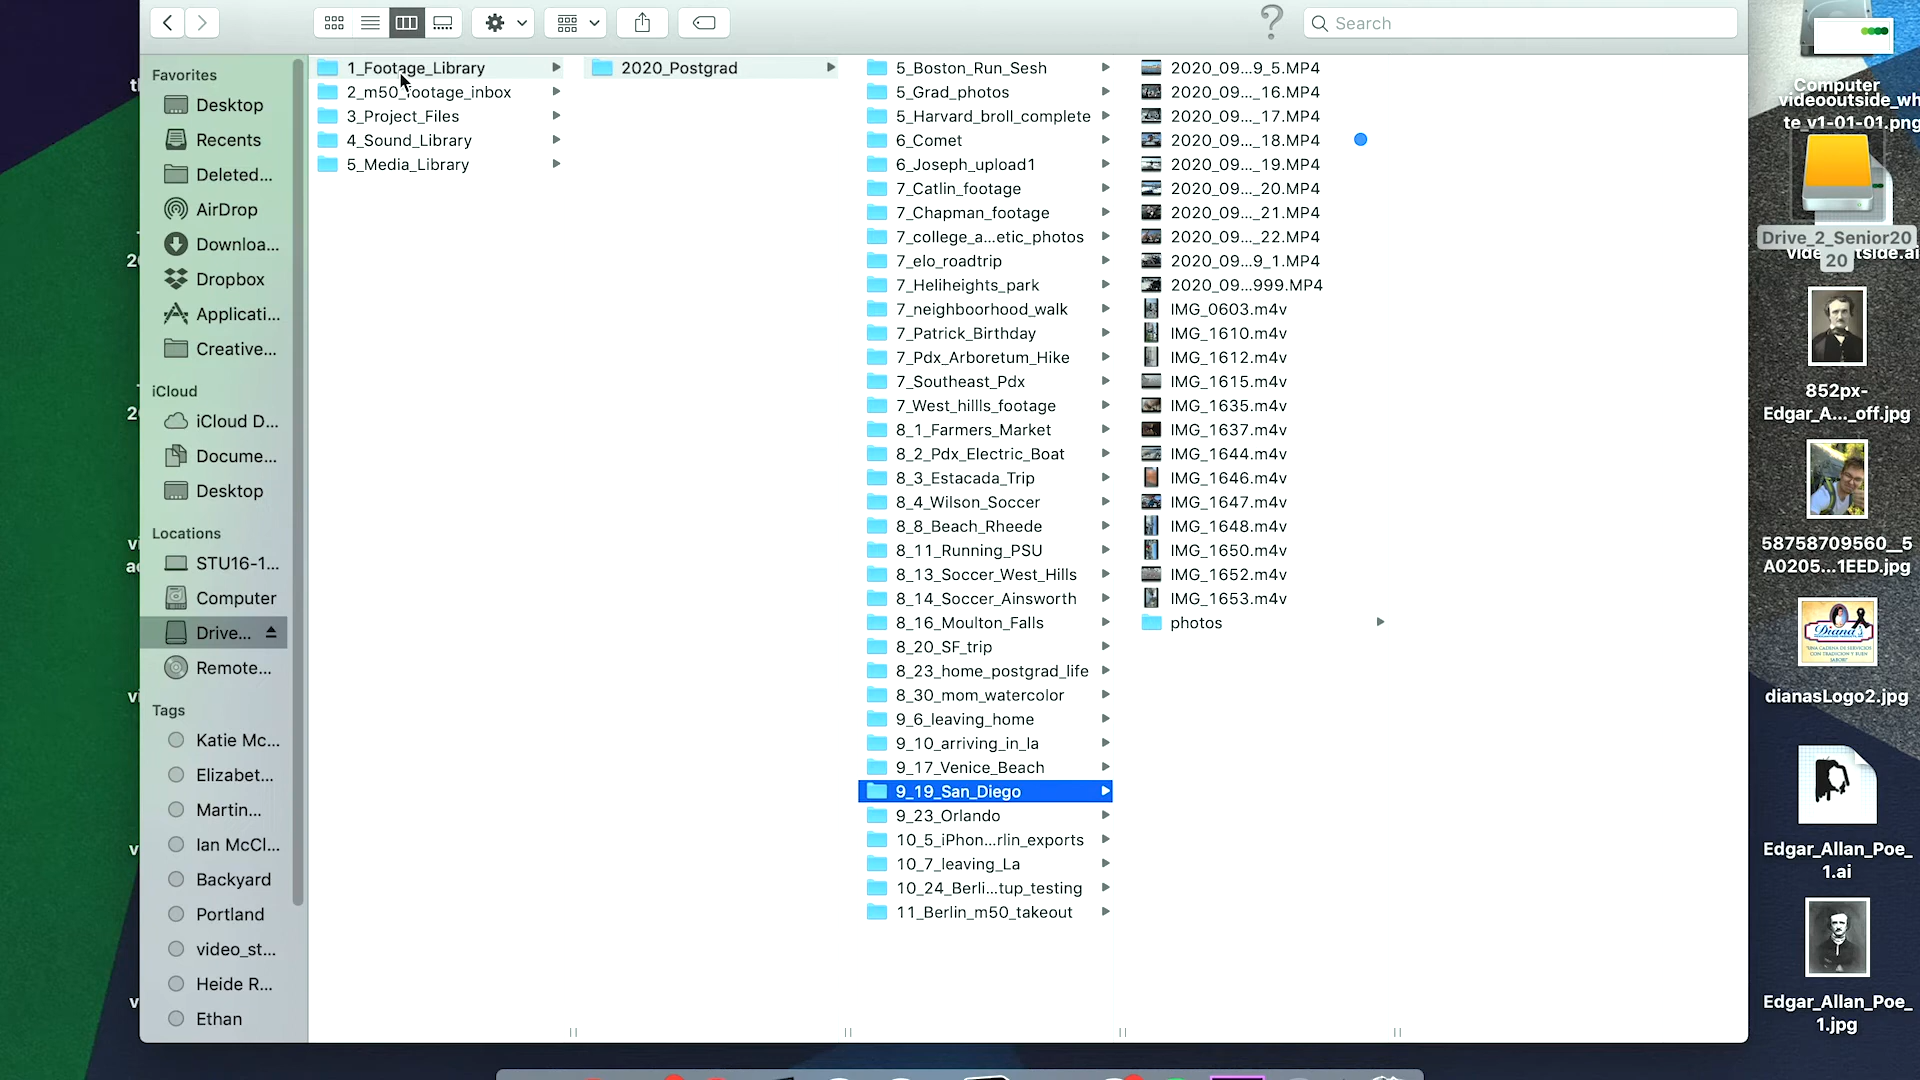 Search
Favorites
Desktop
Recents
Deleted...
AirDrop
Downloa...
Dropbox
Applicati...
Creative...
iCloud
iCloud D...
Docume...
Desktop
Locations
STU16-1...
Computer
Drive...
Remote...
Tags
Katie Mc...
Elizabet...
Martin...
Ian McCl...
Backyard
Portland
video_st...
Heide R...
Ethan
1_Footage_Library
2_m50_footage_inbox
3_Project_Files
4_Sound_Library
5_Media_Library
2020_Postgrad
5_Boston_Run_Sesh
5_Grad_photos
5_Harvard_broll_complete
6_Comet
6_Joseph_upload1
7_Catlin_footage
7_Chapman_footage
7_college_a...etic_photos
7_elo_roadtrip
7_Heliheights_park
7_neighboorhood_walk
7_Patrick_Birthday
7_Pdx_Arboretum_Hike
7_Southeast_Pdx
7_West_hillls_footage
8_1_Farmers_Market
8_2_Pdx_Electric_Boat
8_3_Estacada_Trip
8_4_Wilson_Soccer
8_8_Beach_Rheede
8_11_Running_PSU
8_13_Soccer_West_Hills
8_14_Soccer_Ainsworth
8_16_Moulton_Falls
8_20_SF_trip
8_23_home_postgrad_life
8_30_mom_watercolor
9_6_leaving_home
9_10_arriving_in_la
9_17_Venice_Beach
9_19_San_Diego
9_23_Orlando
10_5_iPhon...rlin_exports
10_7_leaving_La
10_24_Berli...tup_testing
11_Berlin_m50_takeout
2020_09...9_5.MP4
2020_09..._16.MP4
2020_09..._17.MP4
2020_09..._18.MP4
2020_09..._19.MP4
2020_09..._20.MP4
2020_09..._21.MP4
2020_09..._22.MP4
2020_09...9_1.MP4
2020_09...999.MP4
IMG_0603.m4v
IMG_1610.m4v
IMG_1612.m4v
IMG_1615.m4v
IMG_1635.m4v
IMG_1637.m4v
IMG_1644.m4v
IMG_1646.m4v
IMG_1647.m4v
IMG_1648.m4v
IMG_1650.m4v
IMG_1652.m4v
IMG_1653.m4v
photos
Computer
videooutside_wh
te_v1-01-01.png
Drive_2_Senior20
20
852px-
Edgar_A..._off.jpg
58758709560__5
A0205...1EED.jpg
Diana's
dianasLogo2.jpg
Edgar_Allan_Poe_
1.ai
Edgar_Allan_Poe_
1.jpg